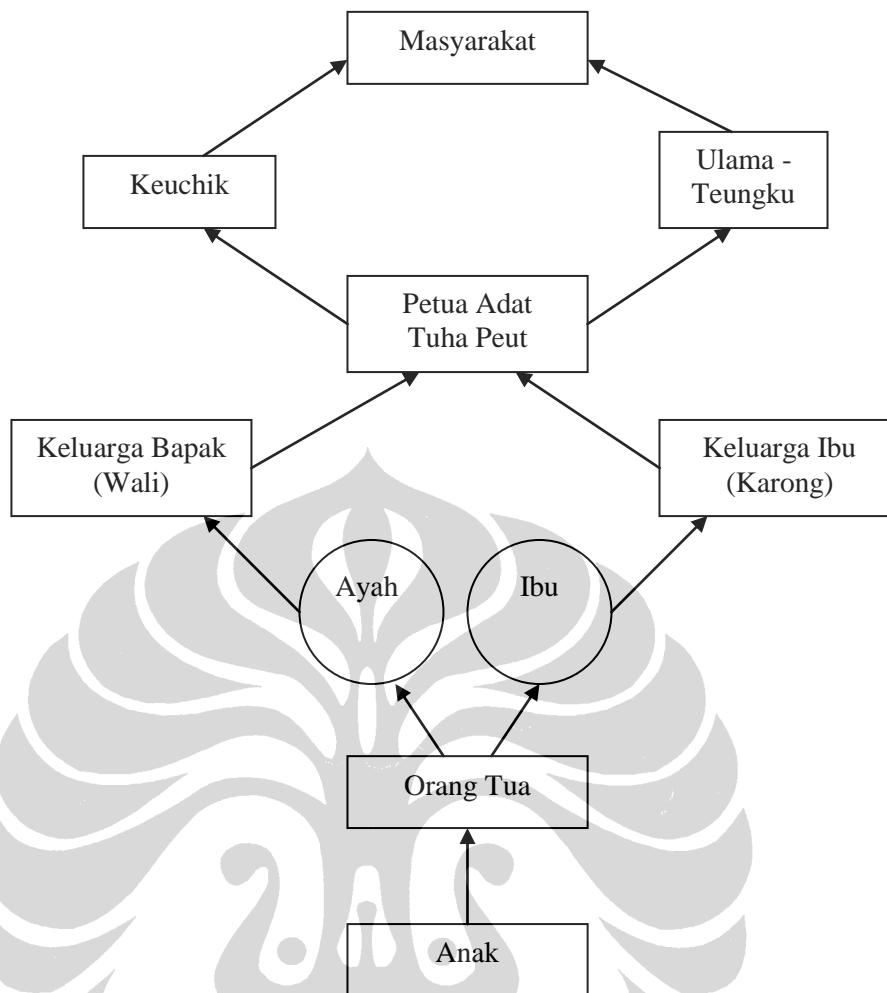 Masyarakat
Keuchik
Ulama -
Teungku
Petua Adat
Tuha Peut
Keluarga Bapak
(Wali)
Keluarga Ibu
(Karong)
Ayah
Ibu
Orang Tua
Anak